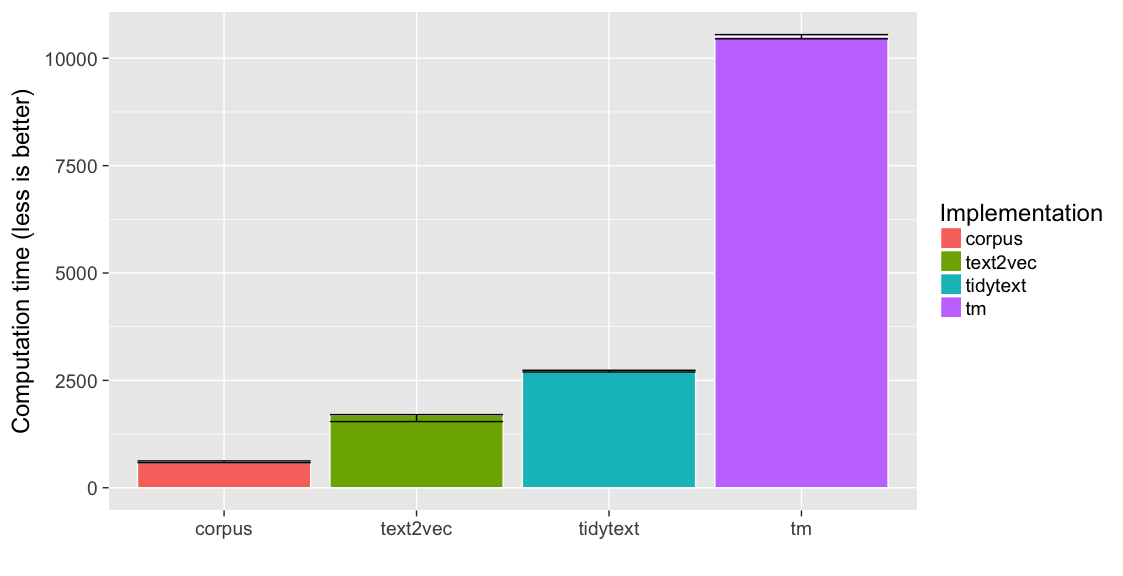 Computation time (less is better)
10000
7500
5000
2500
0
corpus
text2vec
tidytext
tm
Implementation
corpus
text2vec
tidytext
tm